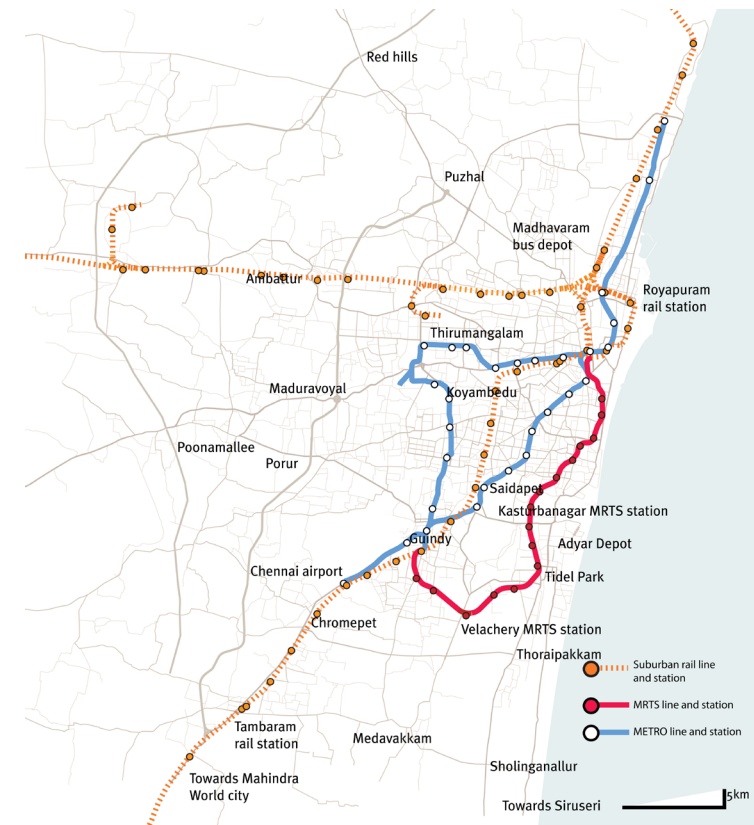 Red hills
Puzhal
Madhavaram
bus depot
Ambattur
Royapuram
rail station
Thirumangalam
Maduravoyal
Koyambedu
Poonamallee
Porur
Saidapet
Kasturbanagar MRTS station
Guindy
Adyar Depot
Chennai airport
Tidel Park
Chromepet
Velachery MRTS station
Thoraipakkam
Suburban rail line
and station
MRTS line and station
METRO line and station
Tambaram
rail station
Medavakkam
Sholinganallur
Towards Mahindra
World city
Towards Siruseri
5km